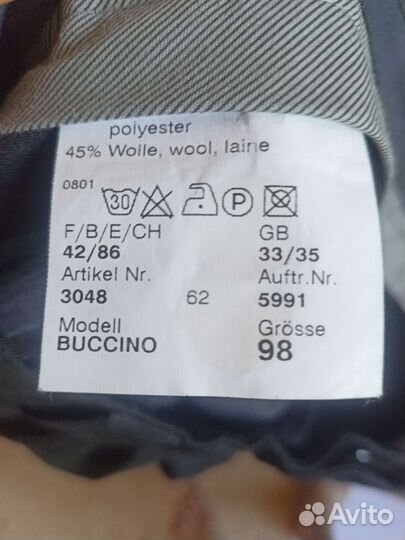 polyester
45% Wolle, wool, laine
0801 30 P
F/B/E/CH GB
42/86 33/35
Artikel Nr. Auftr.Nr.
3048 62 5991
Modell Grösse
BUCCINO 98
Avito